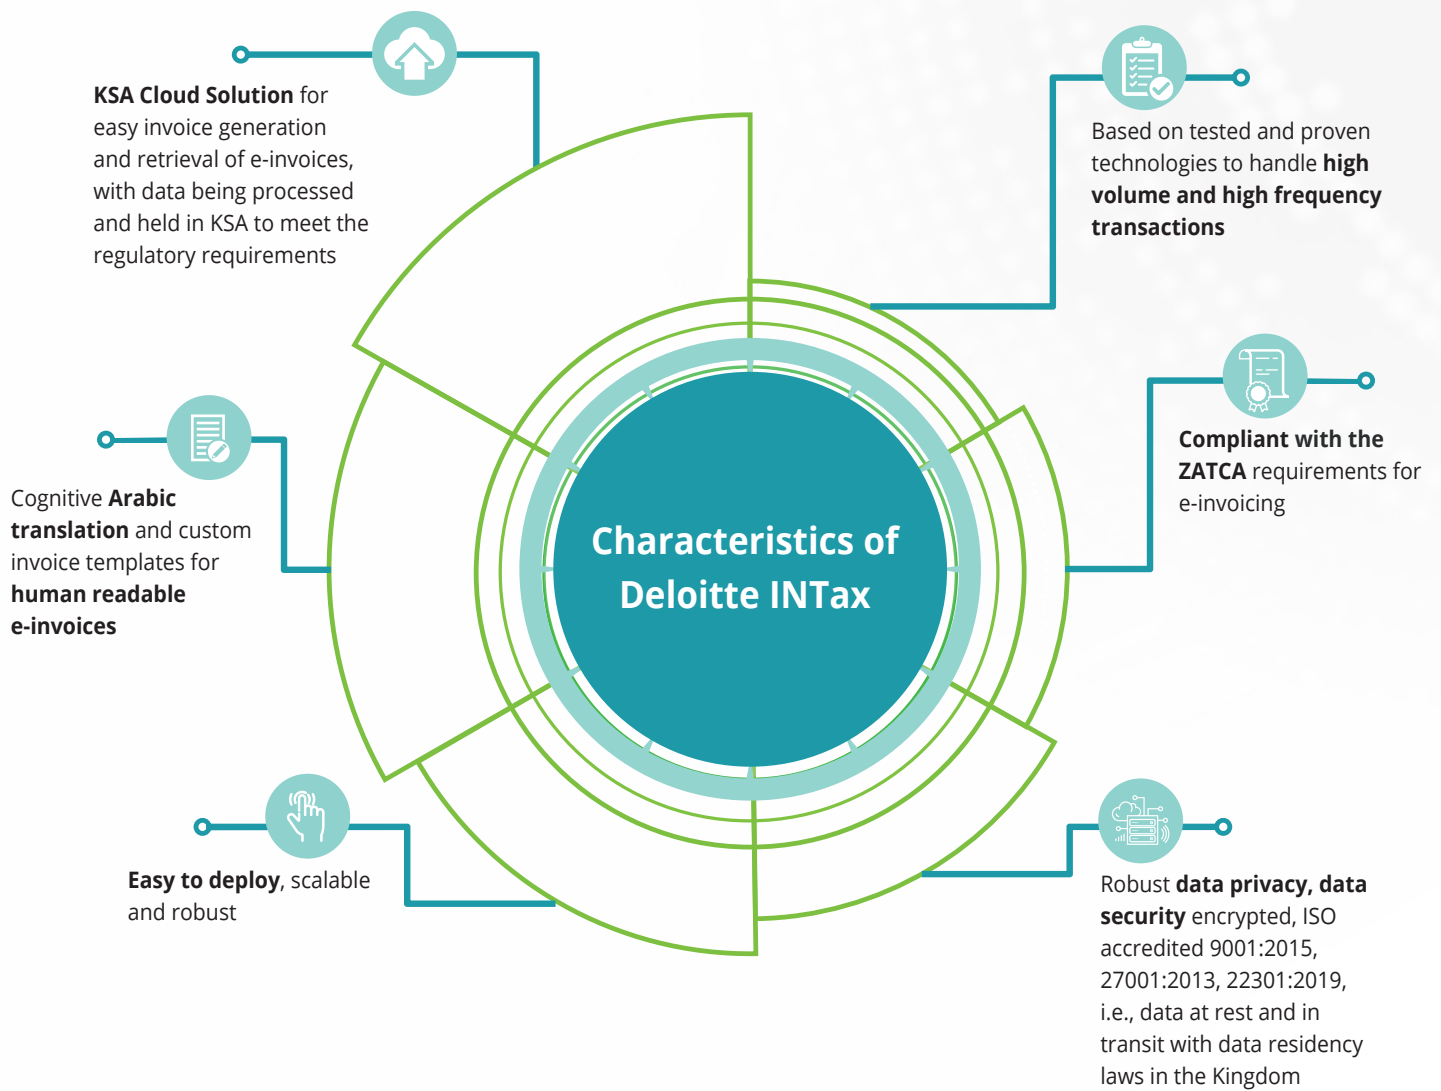 KSA Cloud Solution for
easy invoice generation
and retrieval of e-invoices,
with data being processed
and held in KSA to meet the
regulatory requirements
Based on tested and proven
technologies to handle high
volume and high frequency
transactions
Cognitive Arabic
translation and custom
invoice templates for
human readable
e-invoices
Characteristics of
Deloitte INTax
Compliant with the
ZATCA requirements for
e-invoicing
Easy to deploy, scalable
and robust
Robust data privacy, data
security encrypted, ISO
accredited 9001:2015,
27001:2013, 22301:2019,
i.e., data at rest and in
transit with data residency
laws in the Kingdom